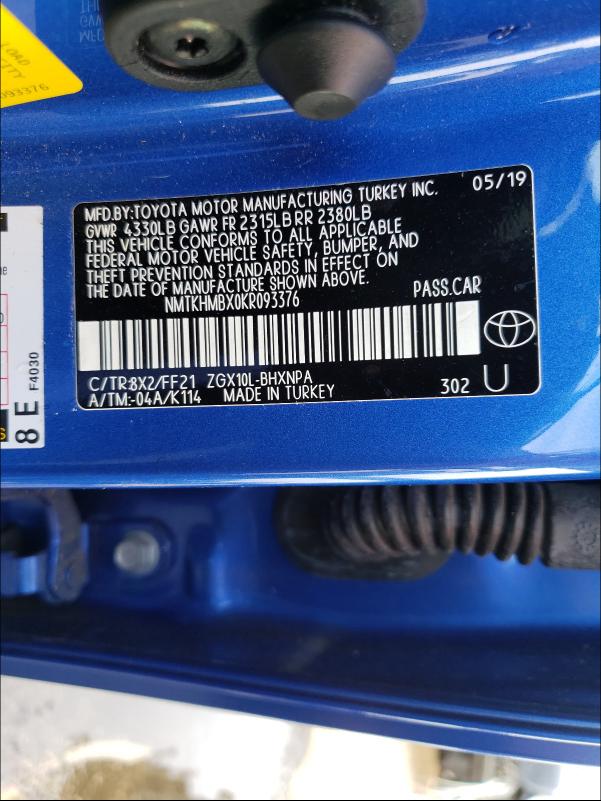 LOAD
093376
MFD.BY:TOYOTA MOTOR MANUFACTURING TURKEY INC. 05/19
GVWR 4330LB GAWR FR 2315LB RR 2380LB
THIS VEHICLE CONFORMS TO ALL APPLICABLE
FEDERAL MOTOR VEHICLE SAFETY, BUMPER, AND
THEFT PREVENTION STANDARDS IN EFFECT ON
THE DATE OF MANUFACTURE SHOWN ABOVE.
NMTKHMBX0KR093376 PASS.CAR
C/TR:8X2/FF21 ZGX10L-BHXNPA
A/TM:-04A/K114 MADE IN TURKEY 302 U
8 E F4030